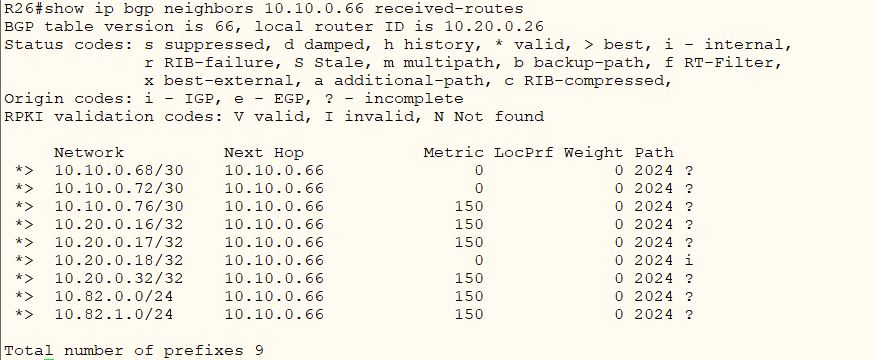 R26#show ip bgp neighbors 10.10.0.66 received-routes
BGP table version is 66, local router ID is 10.20.0.26
Status codes: s suppressed, d damped, h history, * valid, > best, i - internal,
              r RIB-failure, S Stale, m multipath, b backup-path, f RT-Filter,
              x best-external, a additional-path, c RIB-compressed,
Origin codes: i - IGP, e - EGP, ? - incomplete
RPKI validation codes: V valid, I invalid, N Not found

     Network          Next Hop            Metric LocPrf Weight Path
 *>  10.10.0.68/30    10.10.0.66               0             0 2024 ?
 *>  10.10.0.72/30    10.10.0.66               0             0 2024 ?
 *>  10.10.0.76/30    10.10.0.66             150             0 2024 ?
 *>  10.20.0.16/32    10.10.0.66             150             0 2024 ?
 *>  10.20.0.17/32    10.10.0.66             150             0 2024 ?
 *>  10.20.0.18/32    10.10.0.66               0             0 2024 i
 *>  10.20.0.32/32    10.10.0.66             150             0 2024 ?
 *>  10.82.0.0/24     10.10.0.66             150             0 2024 ?
 *>  10.82.1.0/24     10.10.0.66             150             0 2024 ?

Total number of prefixes 9